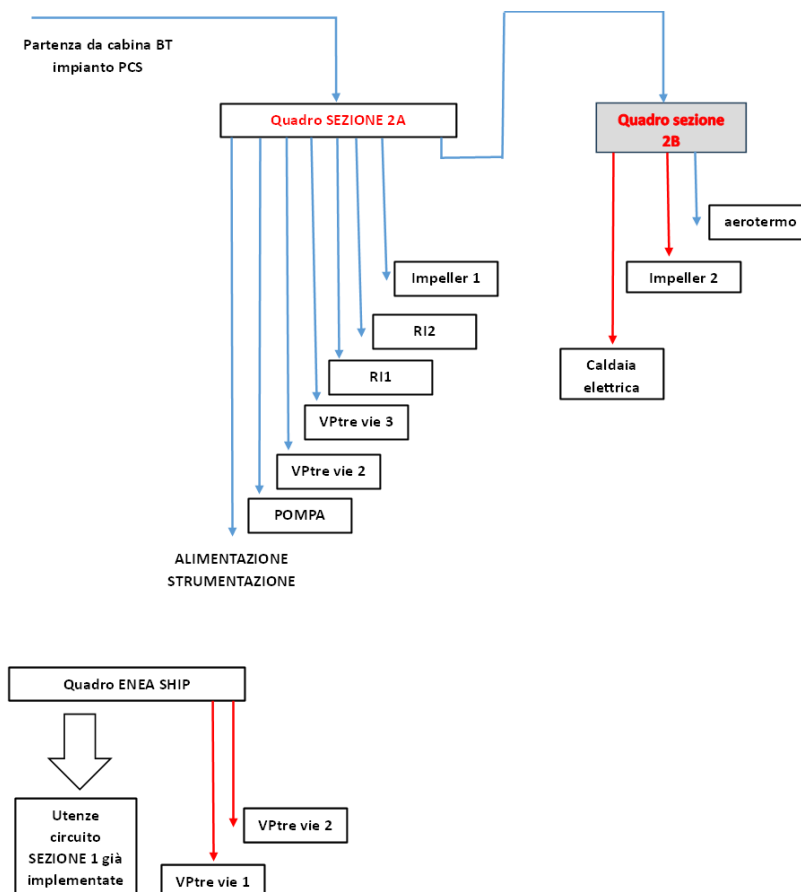 Partenza da cabina BT
impianto PCS
Quadro SEZIONE 2A
Quadro sezione
2B
aerotermo
Impeller 1
Impeller 2
RI2
Caldaia
elettrica
RI1
VPtre vie 3
VPtre vie 2
POMPA
ALIMENTAZIONE
STRUMENTAZIONE
Quadro ENEA SHIP
Utenze
circuito
SEZIONE 1 già
implementate
VPtre vie 2
VPtre vie 1